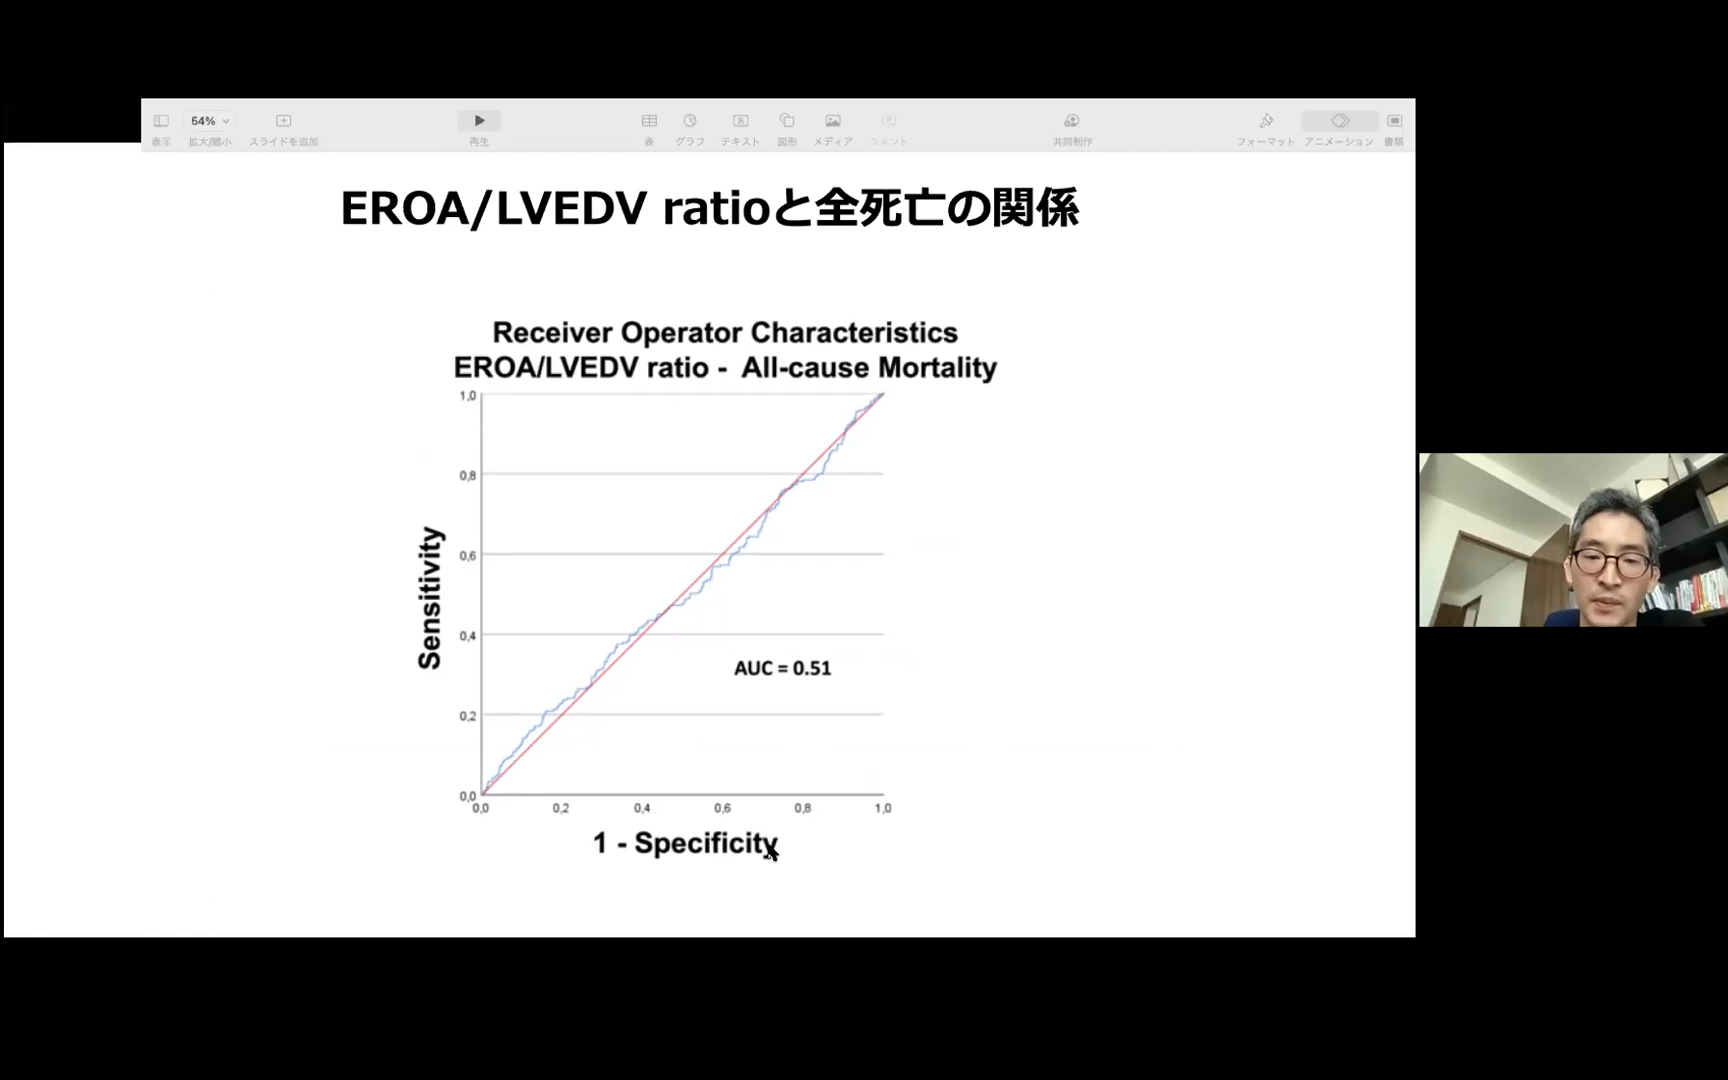 54%
表示
拡大/縮小
スライドを追加
再生
表
グラフ
テキスト
図形
メディア
コメント
共同制作
フォーマット
アニメーション
書類
EROA/LVEDV ratioと全死亡の関係
Receiver Operator Characteristics
EROA/LVEDV ratio - All-cause Mortality
1,0
0,8
0,6
0,4
0,2
0,0
Sensitivity
AUC = 0.51
0,0
0,2
0,4
0,6
0,8
1,0
1 - Specificity